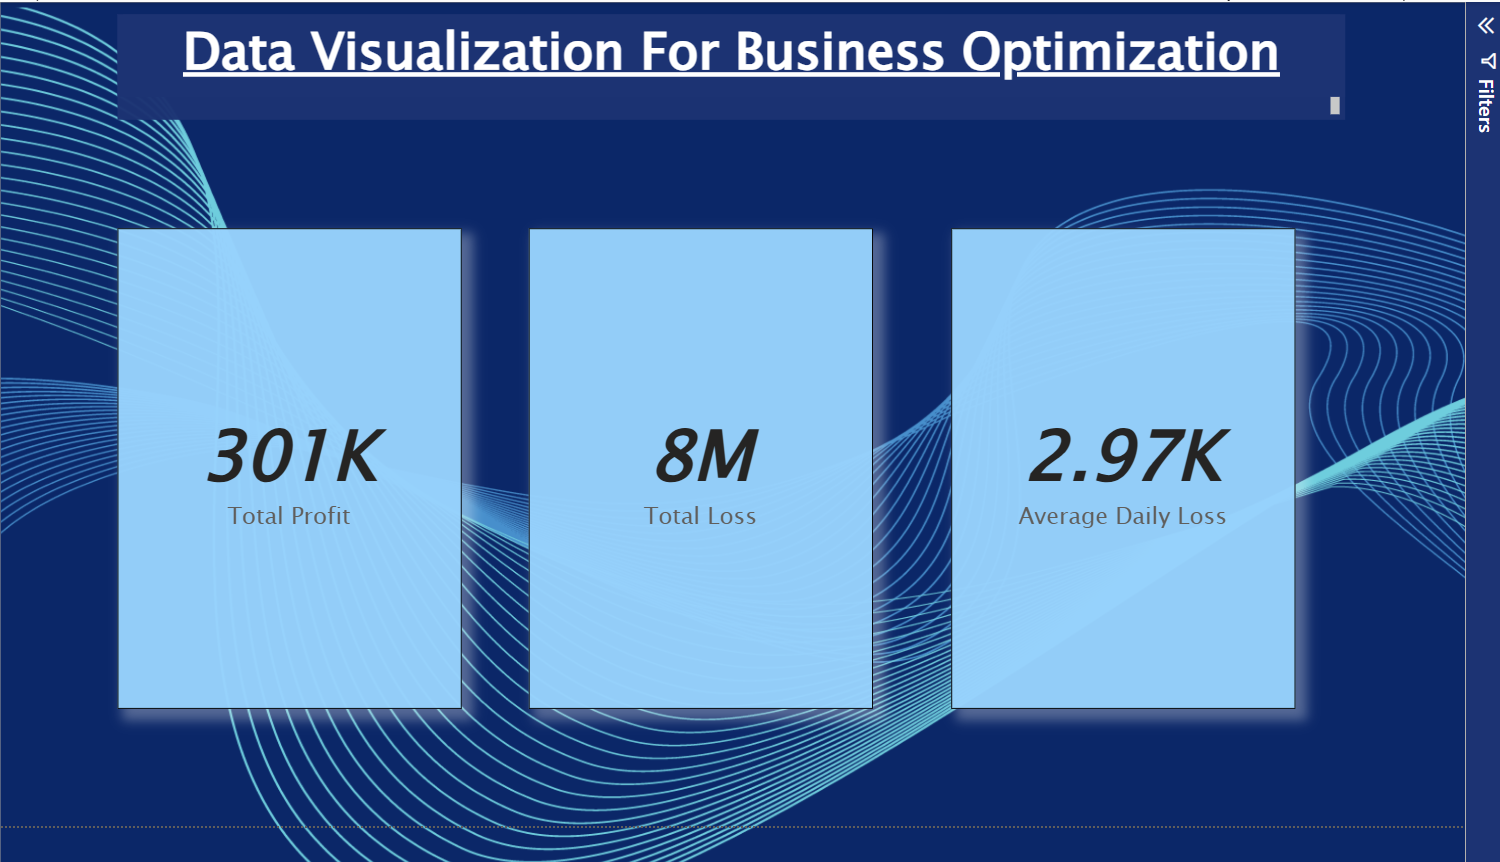 Data Visualization For Business Optimization
Filters
301K
Total Profit
8M
Total Loss
2.97K
Average Daily Loss